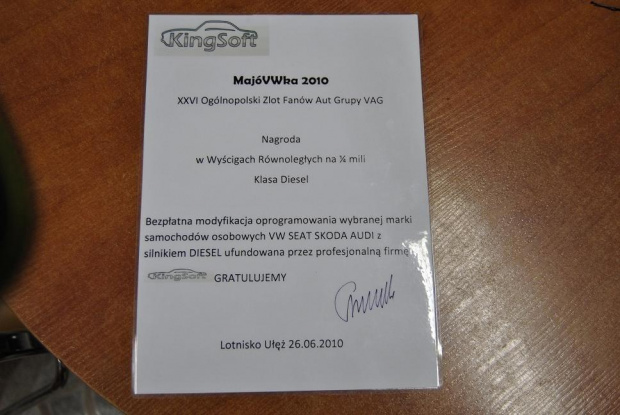 KingSoft
MajóVWka 2010
XXVI Ogólnopolski Zlot Fanów Aut Grupy VAG
Nagroda
w Wyścigach Równoległych na ¼ mili
Klasa Diesel
Bezpłatna modyfikacja oprogramowania wybranej marki
samochodów osobowych VW SEAT SKODA AUDI z
silnikiem DIESEL ufundowana przez profesjonalną firmę
KingSoft GRATULUJEMY
Lotnisko Ułęż 26.06.2010